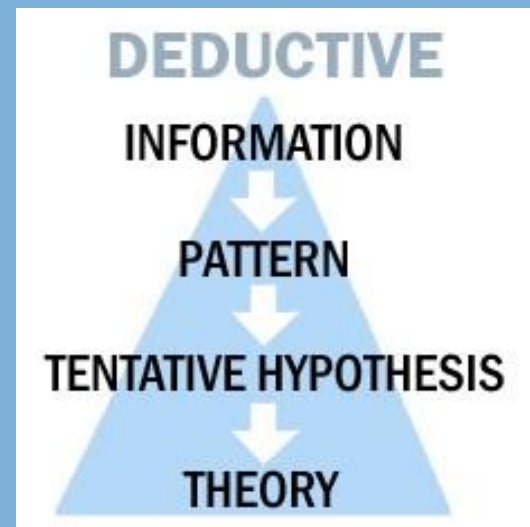 DEDUCTIVE
INFORMATION
PATTERN
TENTATIVE HYPOTHESIS
THEORY